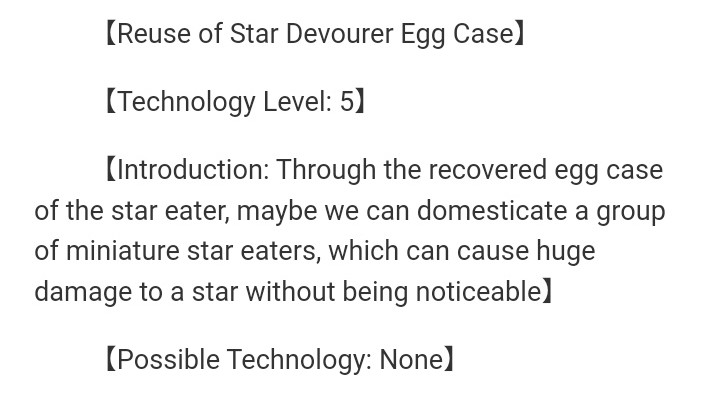 【Reuse of Star Devourer Egg Case】
【Technology Level: 5】
【Introduction: Through the recovered egg case
of the star eater, maybe we can domesticate a group
of miniature star eaters, which can cause huge
damage to a star without being noticeable】
【Possible Technology: None】